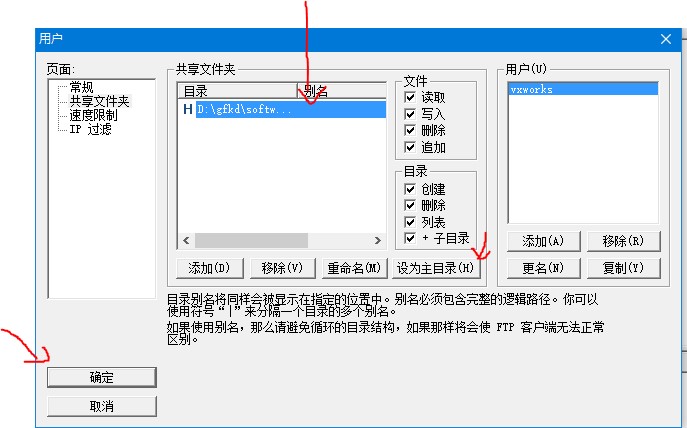 用户
页面:
常规
共享文件夹
速度限制
IP 过滤
共享文件夹
目录 别名
H D:\gfkd\softw...
文件
读取
写入
删除
追加
目录
创建
删除
列表
+ 子目录
添加(D) 移除(V) 重命名(M) 设为主目录(H)
用户(U)
vxworks
添加(A) 移除(R)
更名(N) 复制(Y)
目录别名将同样会被显示在指定的位置中。别名必须包含完整的逻辑路径。你可以
使用符号“|”来分隔一个目录的多个别名。
如果使用别名，那么请避免循环的目录结构，如果那样将会使 FTP 客户端无法正常
区别。
确定
取消